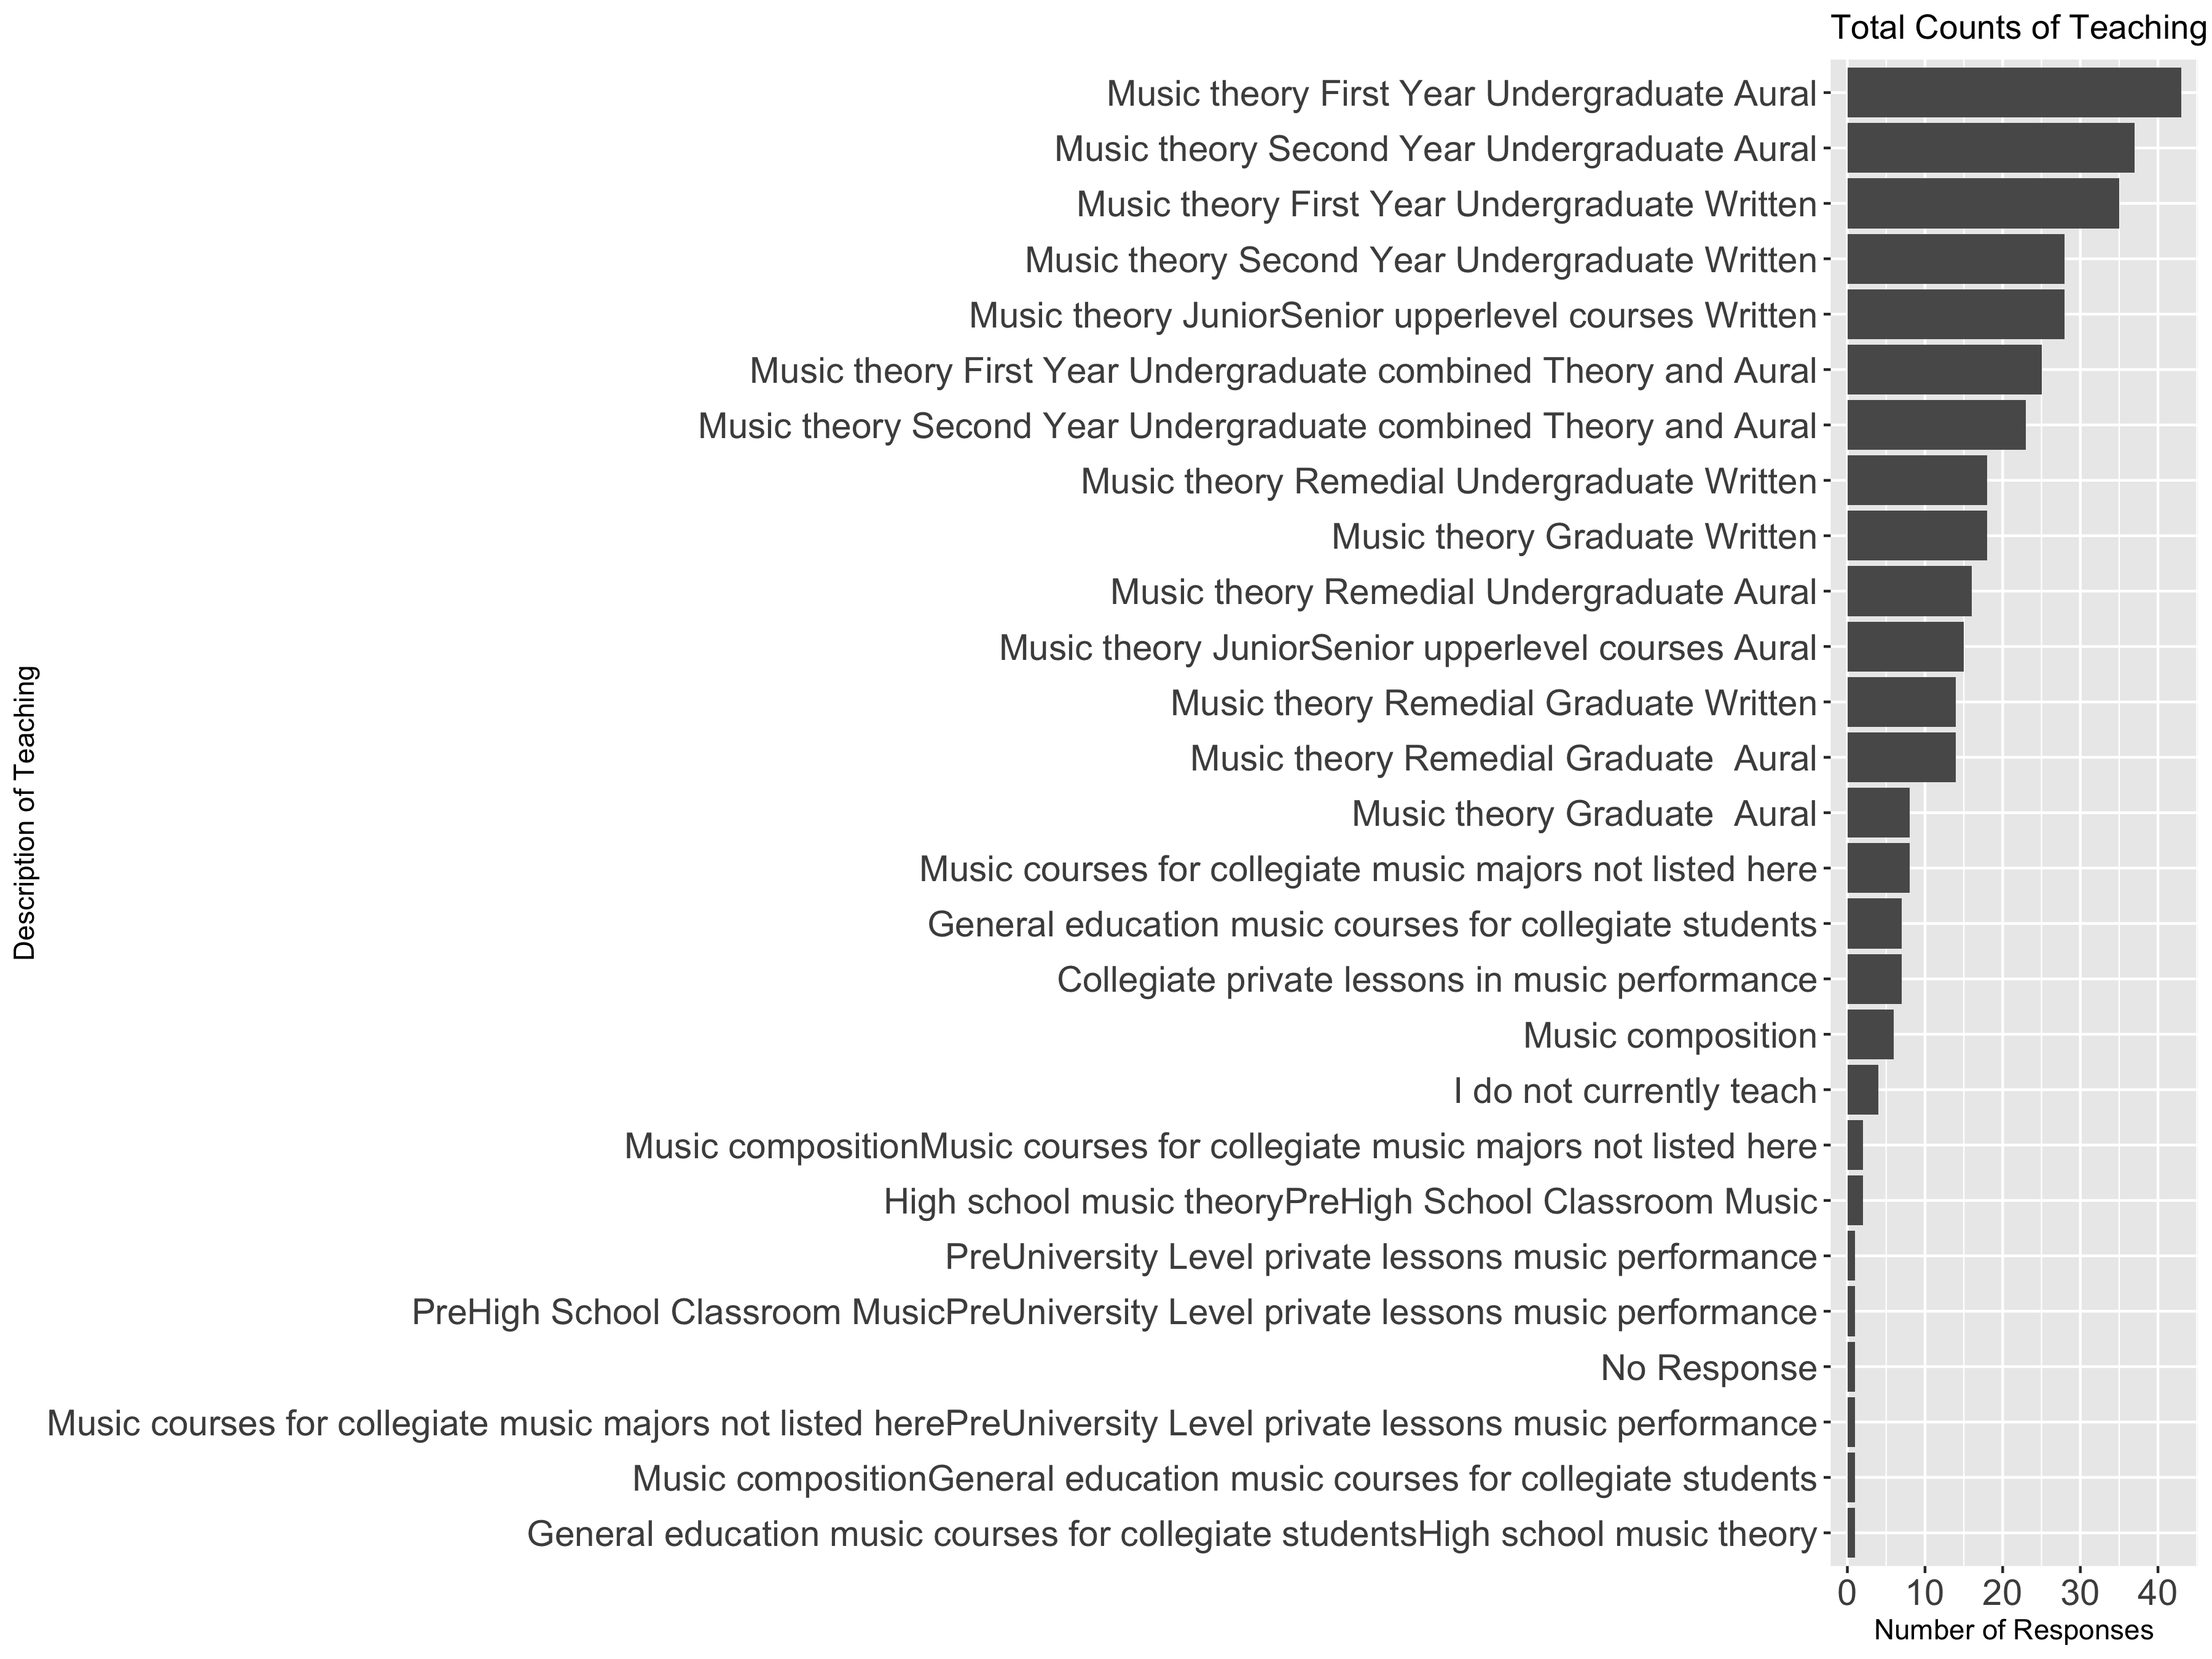 Total Counts of Teaching
Music theory First Year Undergraduate Aural
Music theory Second Year Undergraduate Aural
Music theory First Year Undergraduate Written
Music theory Second Year Undergraduate Written
Music theory JuniorSenior upperlevel courses Written
Music theory First Year Undergraduate combined Theory and Aural
Music theory Second Year Undergraduate combined Theory and Aural
Music theory Remedial Undergraduate Written
Music theory Graduate Written
Music theory Remedial Undergraduate Aural
Music theory JuniorSenior upperlevel courses Aural
Music theory Remedial Graduate Written
Music theory Remedial Graduate  Aural
Music theory Graduate  Aural
Music courses for collegiate music majors not listed here
General education music courses for collegiate students
Collegiate private lessons in music performance
Music composition
I do not currently teach
Music compositionMusic courses for collegiate music majors not listed here
High school music theoryPreHigh School Classroom Music
PreUniversity Level private lessons music performance
PreHigh School Classroom MusicPreUniversity Level private lessons music performance
No Response
Music courses for collegiate music majors not listed herePreUniversity Level private lessons music performance
Music compositionGeneral education music courses for collegiate students
General education music courses for collegiate studentsHigh school music theory
Description of Teaching
0 10 20 30 40
Number of Responses